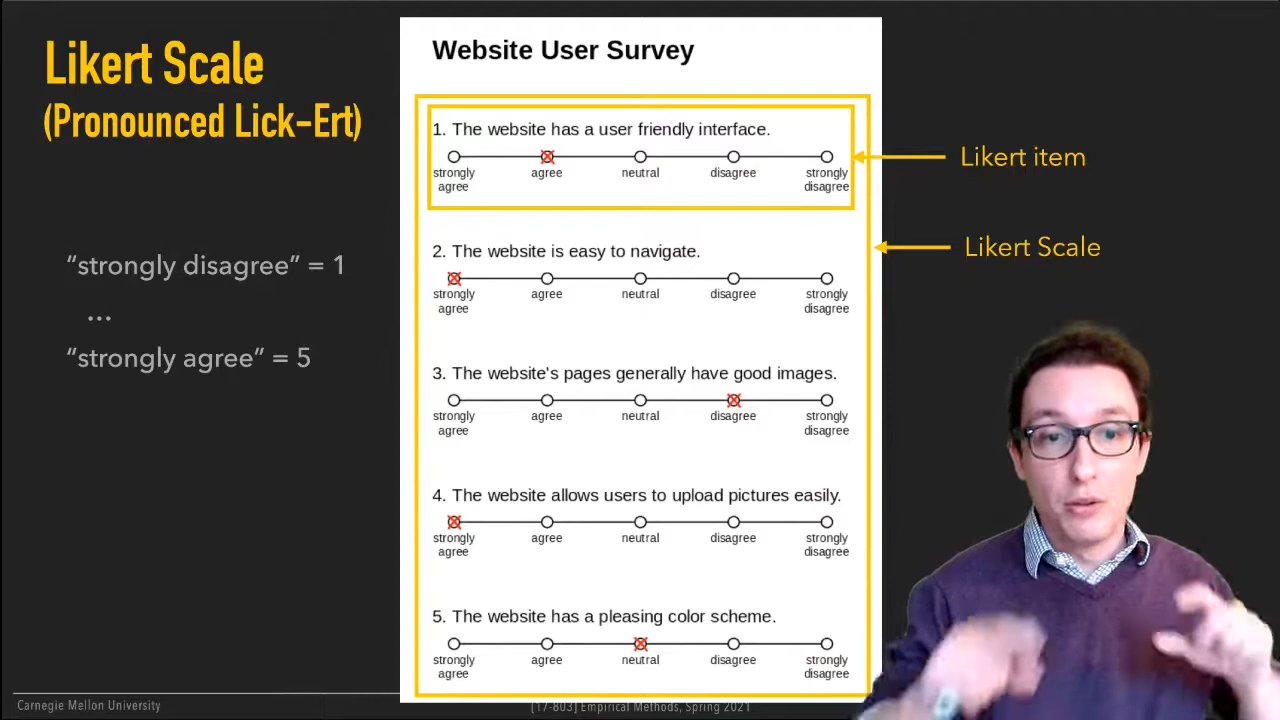 Likert Scale
(Pronounced Lick-Ert)
"strongly disagree" = 1
...
"strongly agree" = 5
Website User Survey
1. The website has a user friendly interface.
strongly agree agree neutral disagree strongly disagree
2. The website is easy to navigate.
strongly agree agree neutral disagree strongly disagree
3. The website's pages generally have good images.
strongly agree agree neutral disagree strongly disagree
4. The website allows users to upload pictures easily.
strongly agree agree neutral disagree strongly disagree
5. The website has a pleasing color scheme.
strongly agree agree neutral disagree strongly disagree
Likert item
Likert Scale
Carnegie Mellon University
[17-803] Empirical Methods, Spring 2021